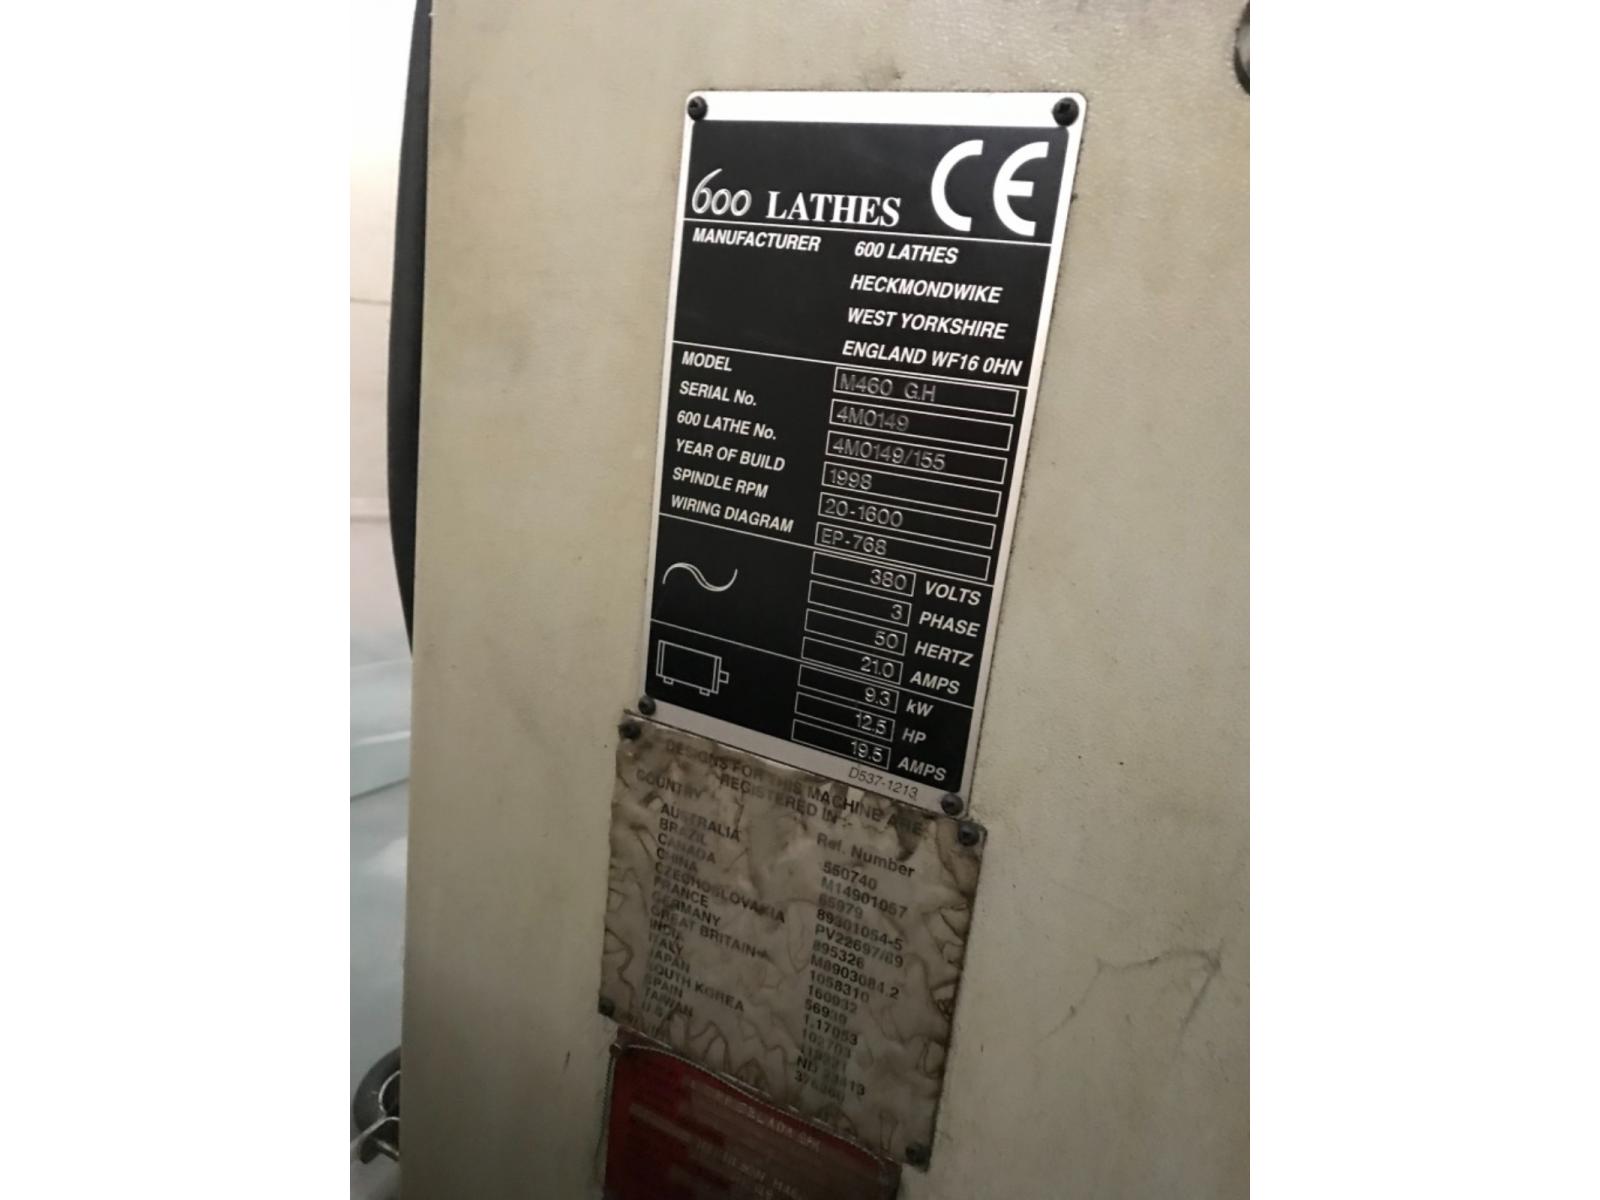 600 LATHES CE
MANUFACTURER 600 LATHES
HECKMONDWIKE
WEST YORKSHIRE
ENGLAND WF16 0HN
MODEL M460 G.H
SERIAL No. 4M0149
600 LATHE No. 4M0149/155
YEAR OF BUILD 1998
SPINDLE RPM 20-1600
WIRING DIAGRAM EP-768
380 VOLTS
3 PHASE
50 HERTZ
21.0 AMPS
9.3 kW
12.5 HP
19.5 AMPS
D537-1213
DESIGNS FOR THIS MACHINE ARE
REGISTERED IN:-
COUNTRY Ref. Number
AUSTRALIA 550740
BRAZIL M14901057
CANADA 65979
CHINA 89301054-5
CZECHOSLOVAKIA PV22697/89
FRANCE 895326
GERMANY M8903084.2
GREAT BRITAIN 1058310
INDIA 160932
ITALY 56939
JAPAN 1.17053
SOUTH KOREA 102703
SPAIN
TAIWAN ND
U.S.A.